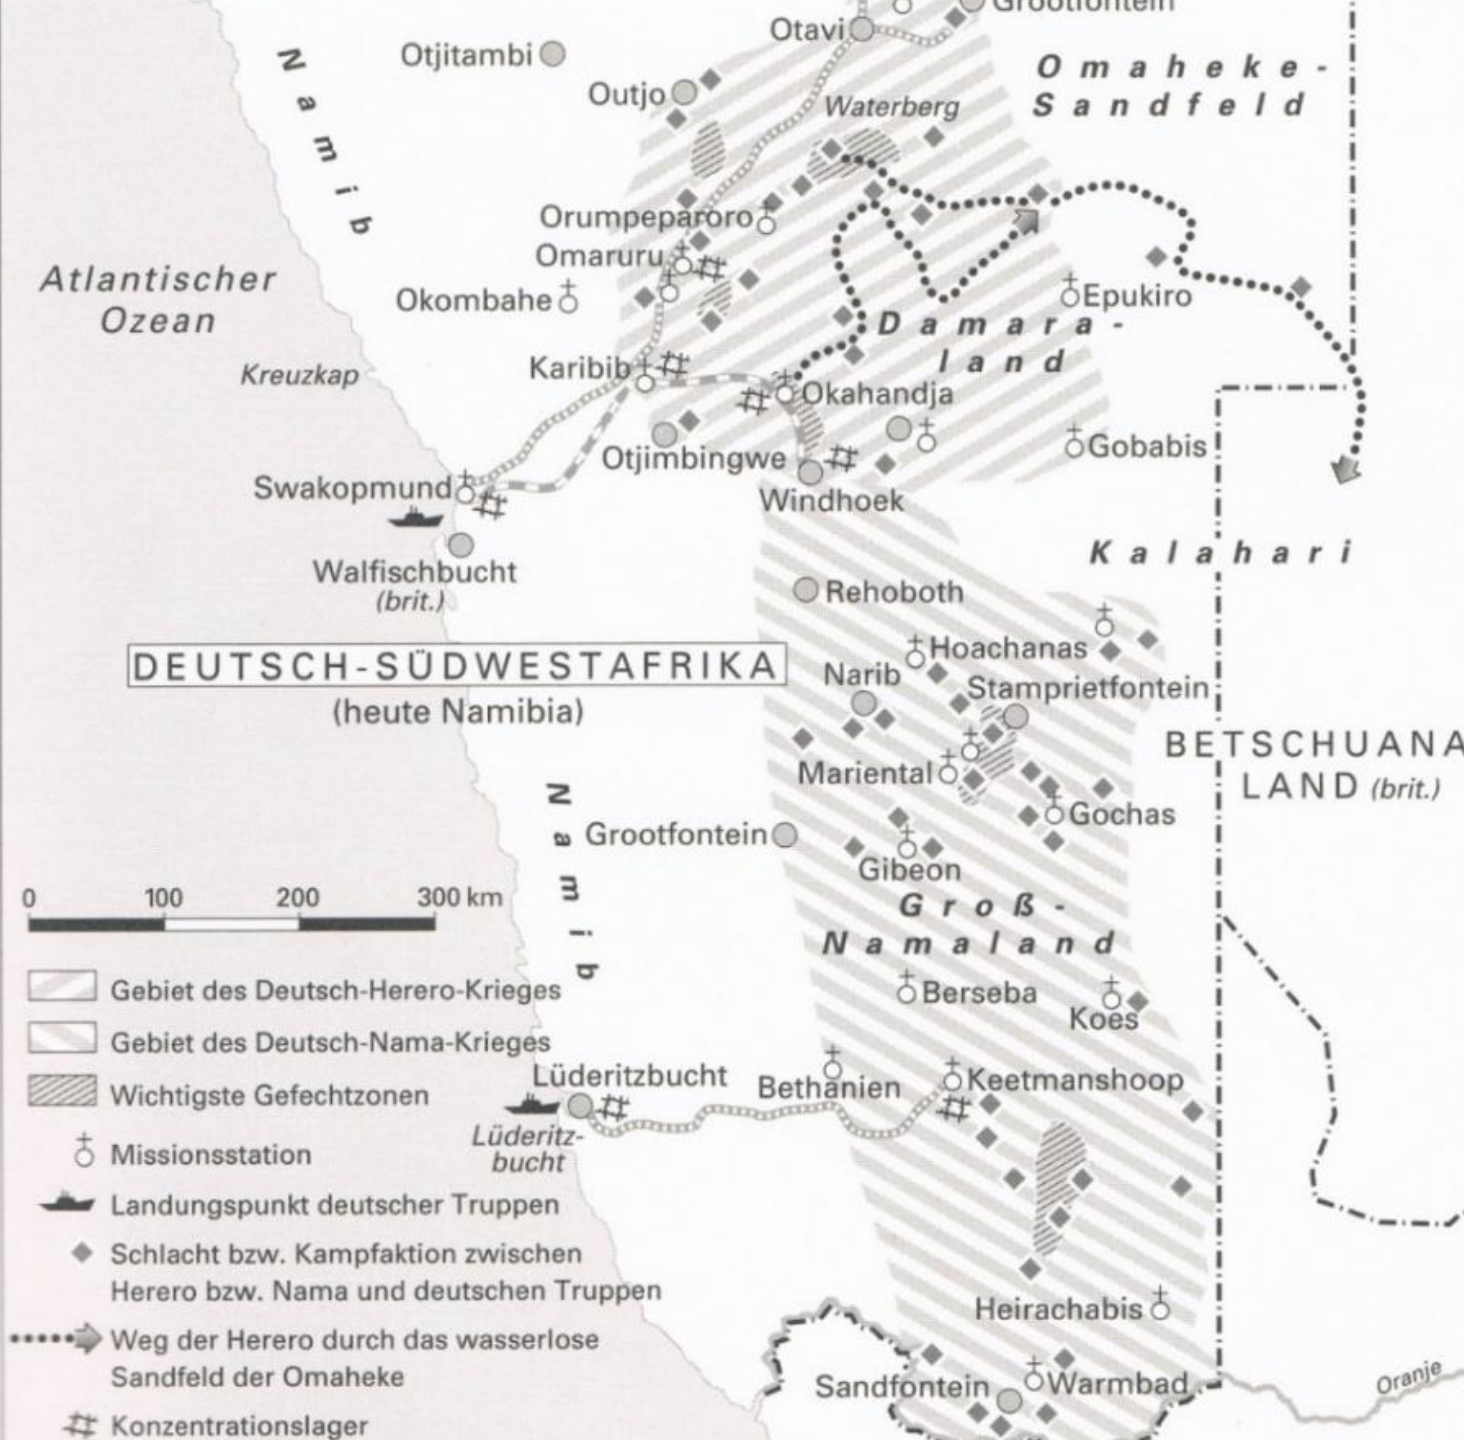 Grootfontein
Otavi
Otjitambi
Outjo
Namib
Omaheke-
Sandfeld
Waterberg
Orumpeparoro
Omaruru
Okombahe
Epukiro
Atlantischer
Ozean
Damara-
land
Kreuzkap
Karibib
Okahandja
Otjimbingwe
Gobabis
Swakopmund
Windhoek
Walfischbucht
(brit.)
Kalahari
Rehoboth
DEUTSCH-SÜDWESTAFRIKA
(heute Namibia)
Hoachanas
Narib
Stamprietfontein
BETSCHUANA
LAND (brit.)
Mariental
Gochas
Namib
Grootfontein
Gibeon
Groß-
Namaland
Berseba
Koes
0 100 200 300 km
Gebiet des Deutsch-Herero-Krieges
Gebiet des Deutsch-Nama-Krieges
Wichtigste Gefechtzonen
Missionsstation
Landungspunkt deutscher Truppen
Schlacht bzw. Kampfaktion zwischen
Herero bzw. Nama und deutschen Truppen
Weg der Herero durch das wasserlose
Sandfeld der Omaheke
Konzentrationslager
Lüderitzbucht
Lüderitz-
bucht
Bethanien
Keetmanshoop
Heirachabis
Sandfontein
Warmbad
Oranje